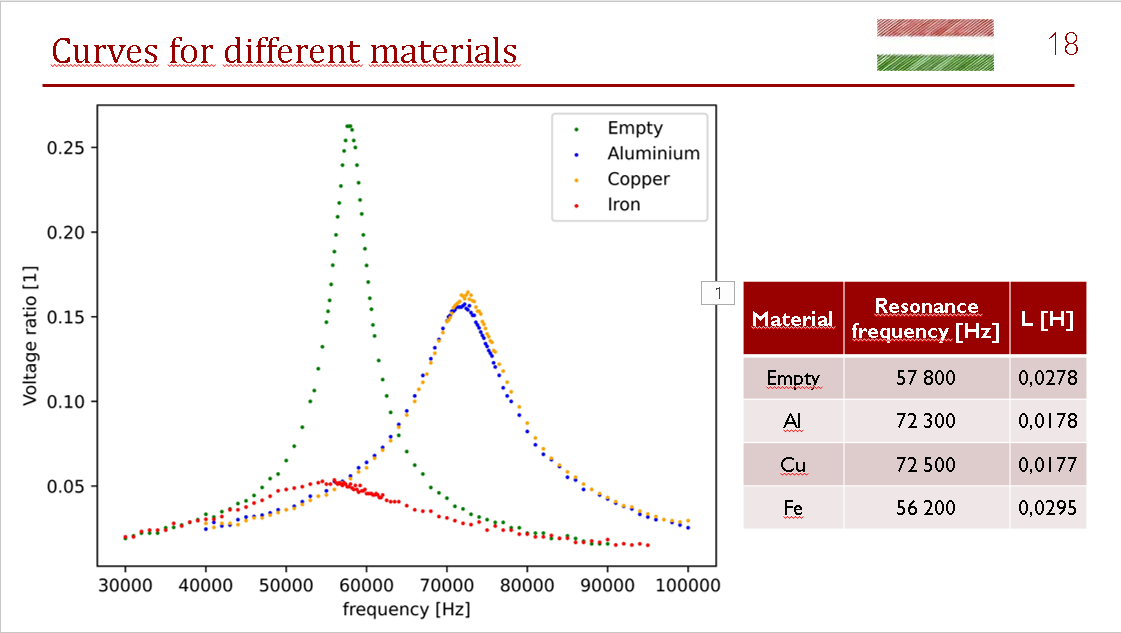 Curves for different materials
18
Empty
Aluminium
Copper
Iron
0.25
0.20
0.15
0.10
0.05
Voltage ratio [1]
30000 40000 50000 60000 70000 80000 90000 100000
frequency [Hz]
1
Material Resonance frequency [Hz] L [H]
Empty 57 800 0,0278
Al 72 300 0,0178
Cu 72 500 0,0177
Fe 56 200 0,0295